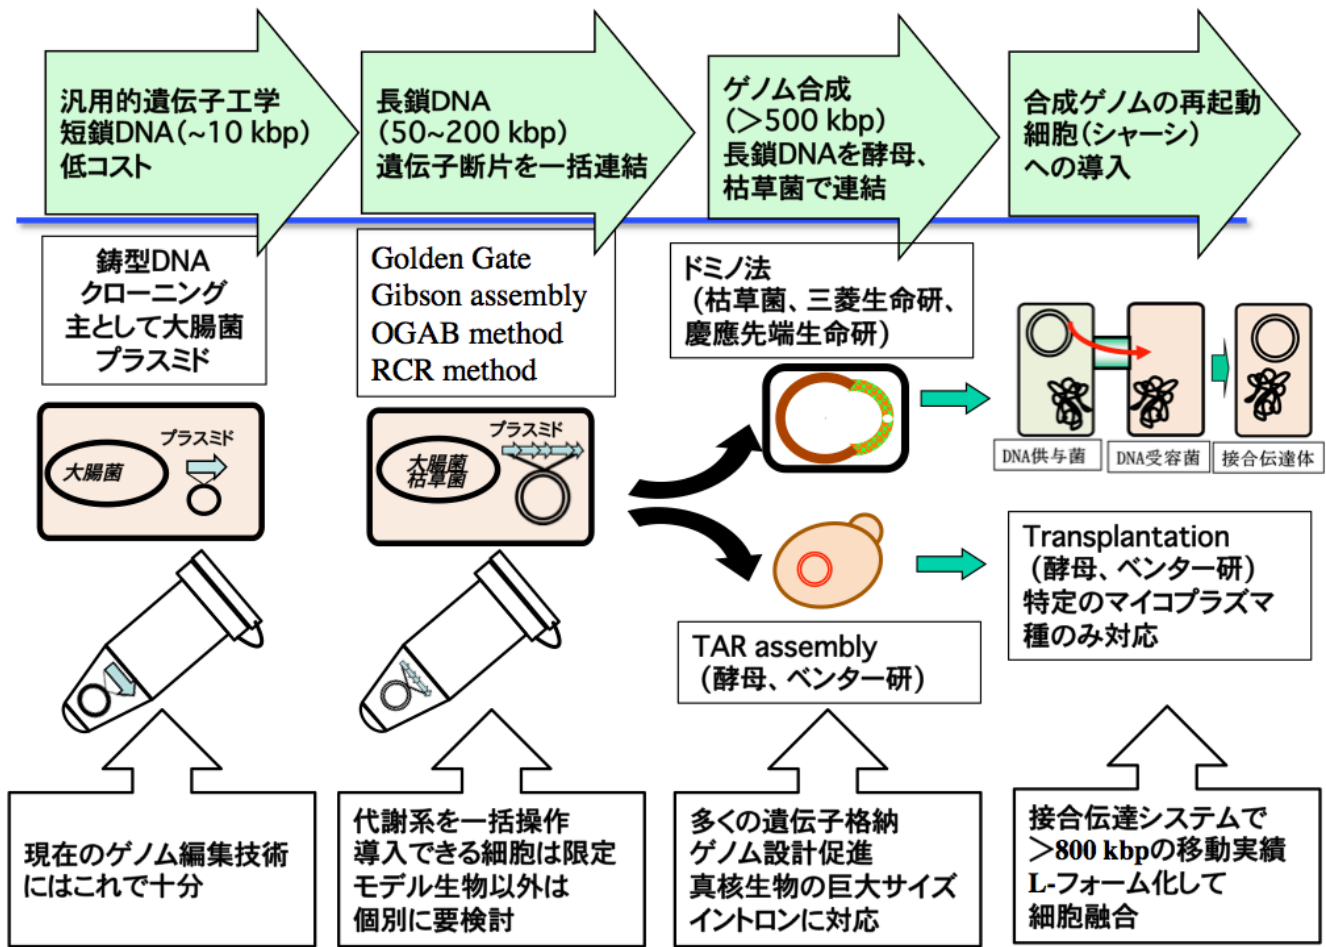 汎用的遺伝子工学
短鎖DNA(~10 kbp)
低コスト
長鎖DNA
(50~200 kbp)
遺伝子断片を一括連結
ゲノム合成
(＞500 kbp)
長鎖DNAを酵母、
枯草菌で連結
合成ゲノムの再起動
細胞(シャーシ)
への導入
鋳型DNA
クローニング
主として大腸菌
プラスミド
Golden Gate
Gibson assembly
OGAB method
RCR method
ドミノ法
(枯草菌、三菱生命研、
慶應先端生命研)
プラスミド
大腸菌
プラスミド
大腸菌
枯草菌
DNA供与菌
DNA受容菌
接合伝達体
TAR assembly
(酵母、ベンター研)
Transplantation
(酵母、ベンター研)
特定のマイコプラズマ
種のみ対応
現在のゲノム編集技術
にはこれで十分
代謝系を一括操作
導入できる細胞は限定
モデル生物以外は
個別に要検討
多くの遺伝子格納
ゲノム設計促進
真核生物の巨大サイズ
イントロンに対応
接合伝達システムで
＞800 kbpの移動実績
L-フォーム化して
細胞融合